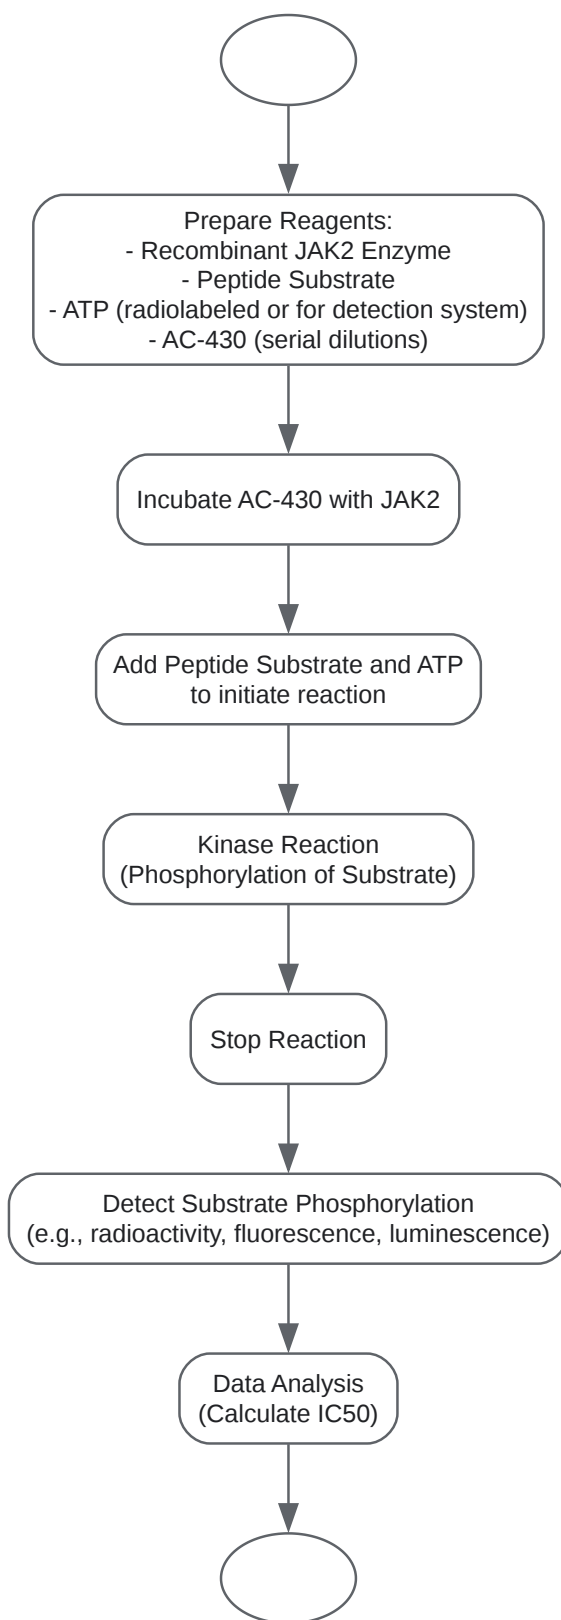 Prepare Reagents:
- Recombinant JAK2 Enzyme
- Peptide Substrate
- ATP (radiolabeled or for detection system)
- AC-430 (serial dilutions)
Incubate AC-430 with JAK2
Add Peptide Substrate and ATP
to initiate reaction
Kinase Reaction
(Phosphorylation of Substrate)
Stop Reaction
Detect Substrate Phosphorylation
(e.g., radioactivity, fluorescence, luminescence)
Data Analysis
(Calculate IC50)